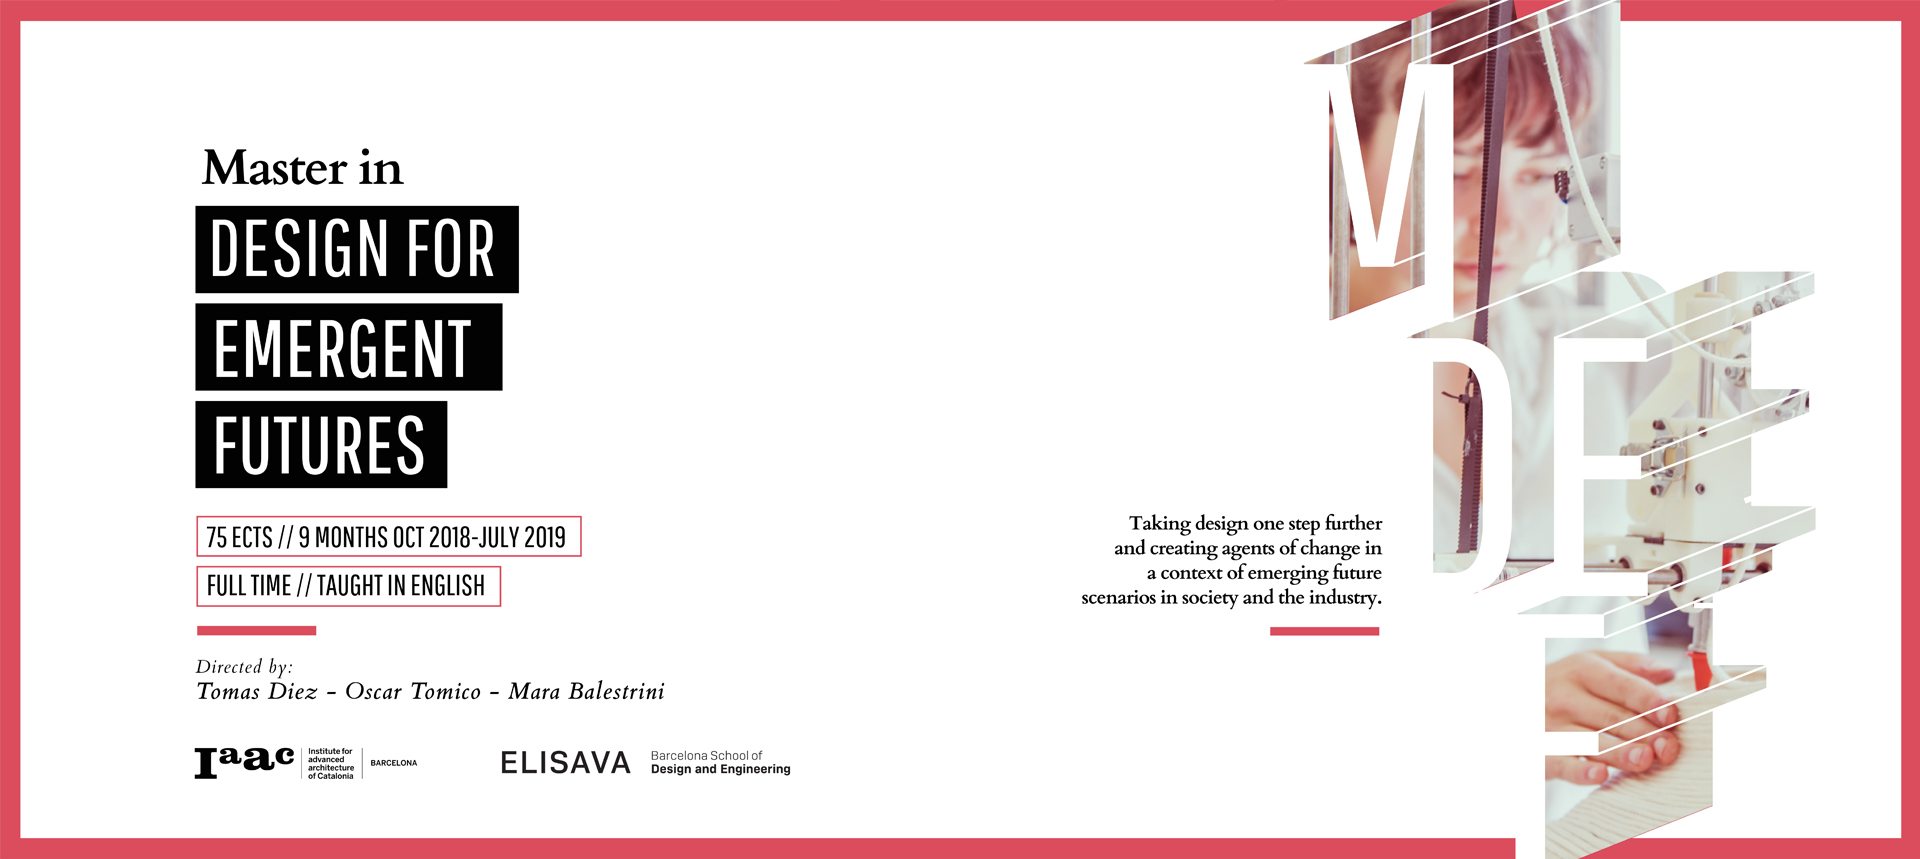 Master in
DESIGN FOR
EMERGENT
FUTURES
75 ECTS // 9 MONTHS OCT 2018-JULY 2019
FULL TIME // TAUGHT IN ENGLISH
Directed by:
Tomas Diez - Oscar Tomico - Mara Balestrini
Iaac
Institute for
advanced
architecture
of Catalonia
BARCELONA
ELISAVA
Barcelona School of
Design and Engineering
Taking design one step further
and creating agents of change in
a context of emerging future
scenarios in society and the industry.
M
DE
F